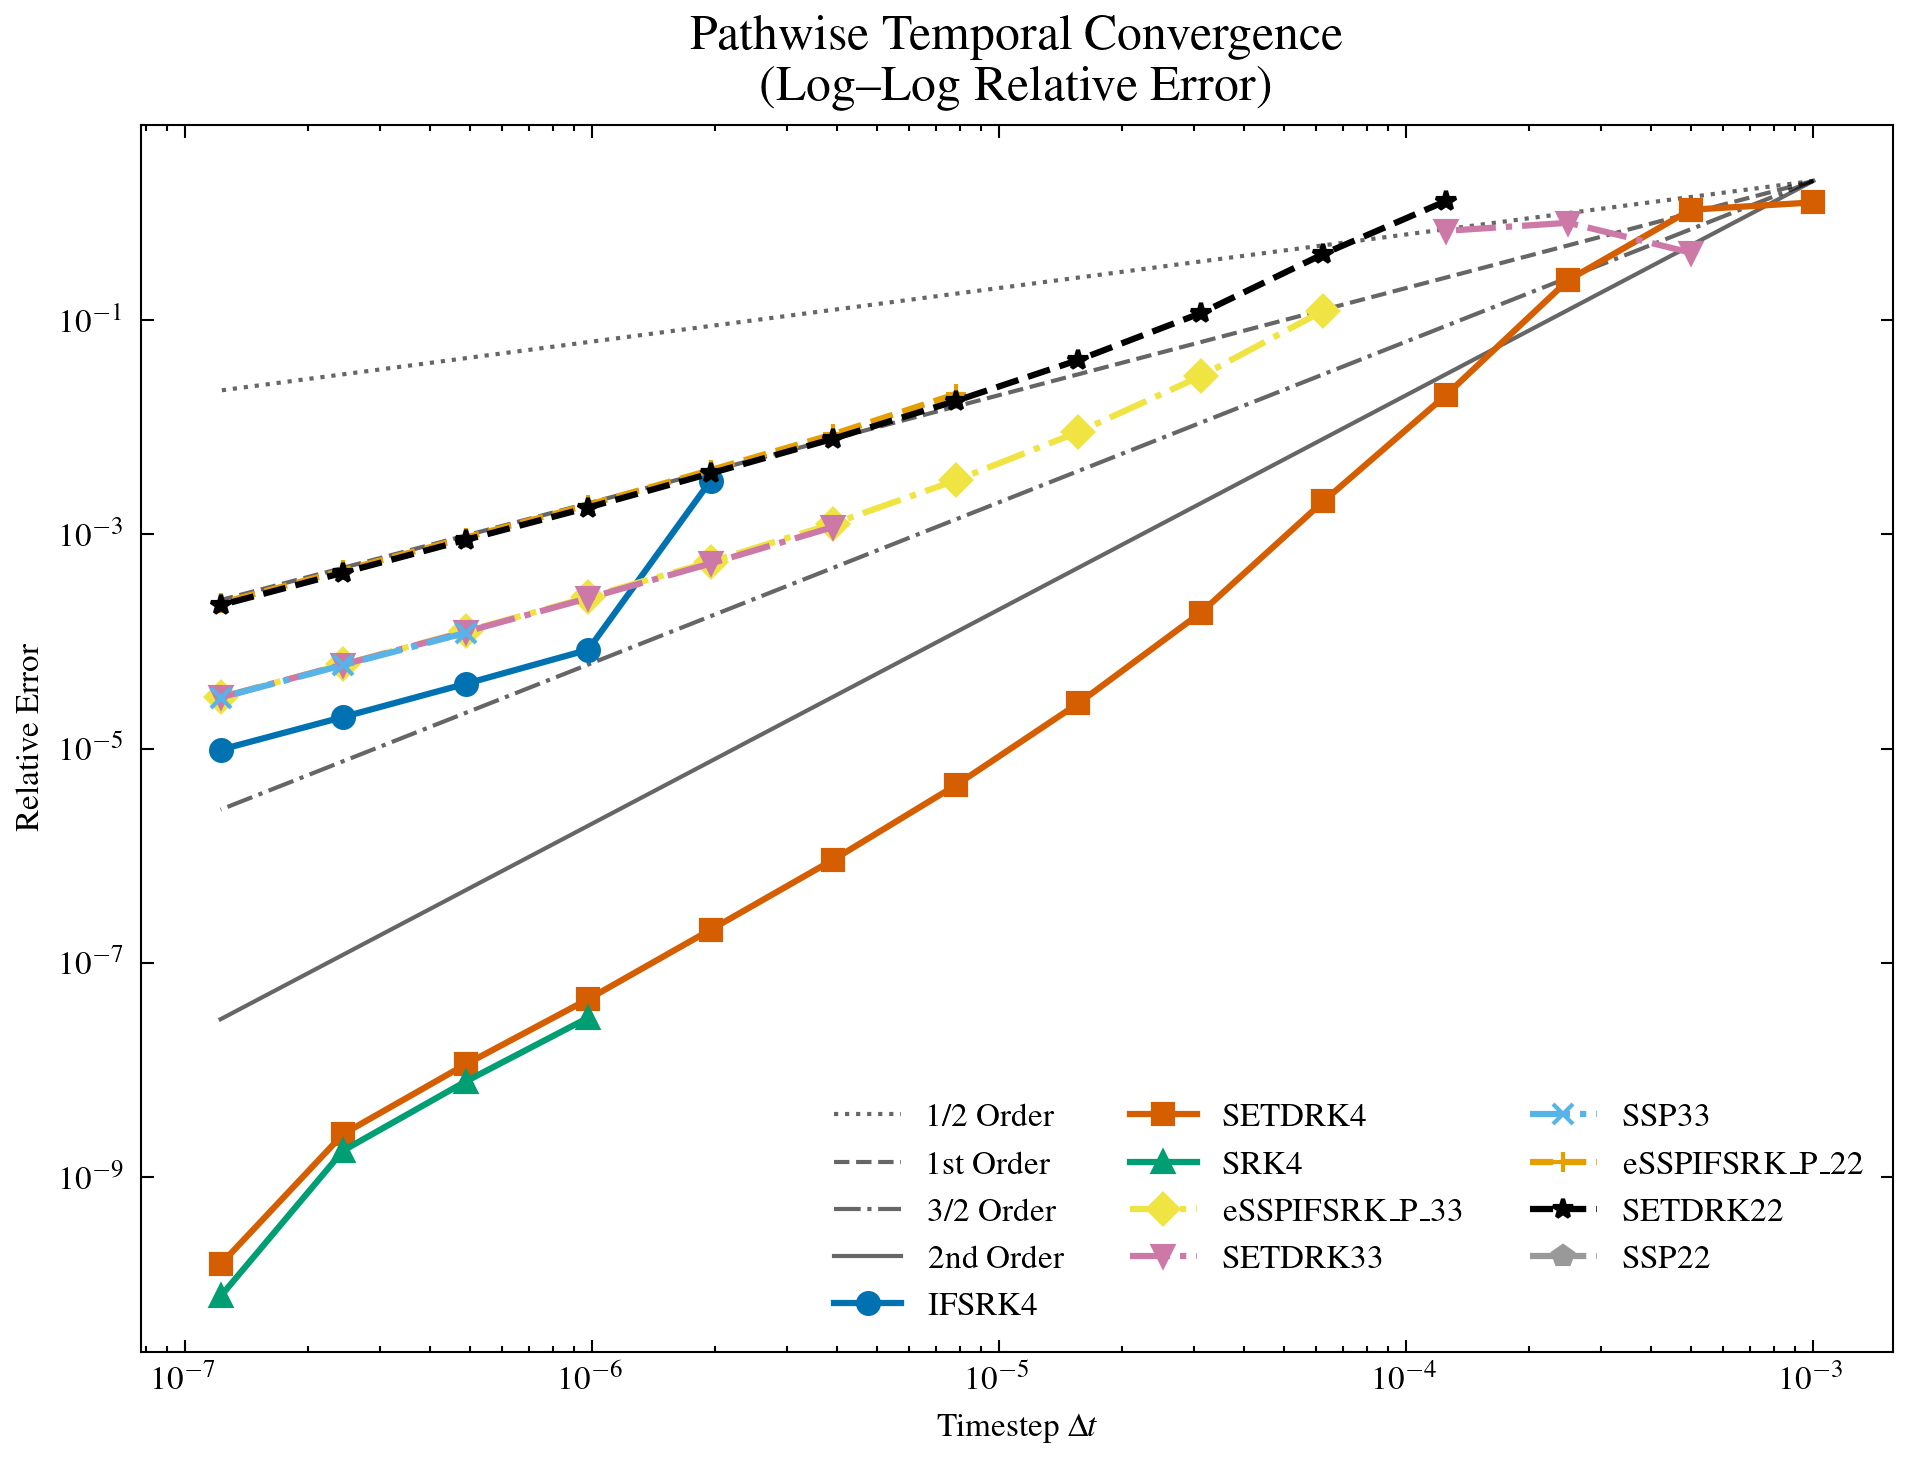 Pathwise Temporal Convergence
(Log–Log Relative Error)
Relative Error
10⁻¹
10⁻³
10⁻⁵
10⁻⁷
10⁻⁹
1/2 Order
1st Order
3/2 Order
2nd Order
IFSRK4
SETDRK4
SRK4
eSSPIFSRK_P_33
SETDRK33
SSP33
eSSPIFSRK_P_22
SETDRK22
SSP22
10⁻⁷ 10⁻⁶ 10⁻⁵ 10⁻⁴ 10⁻³
Timestep Δt